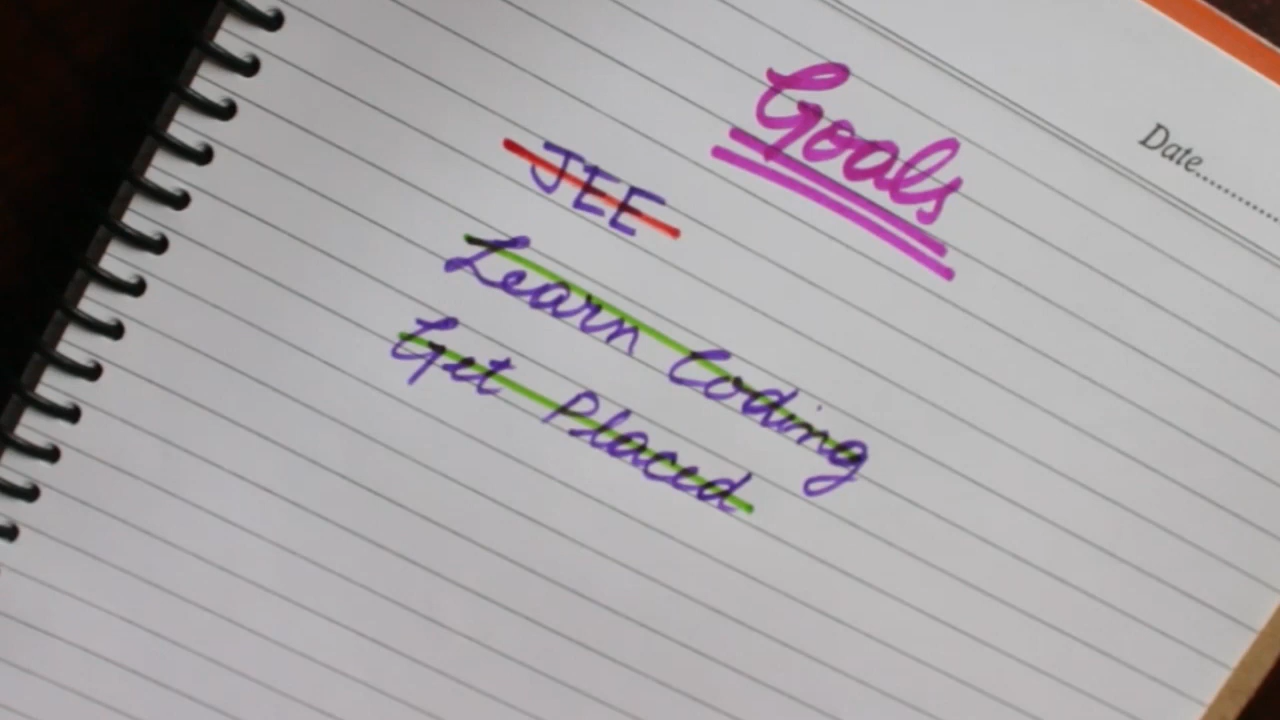 Goals
Date..........
JEE
Learn Coding
Get Placed